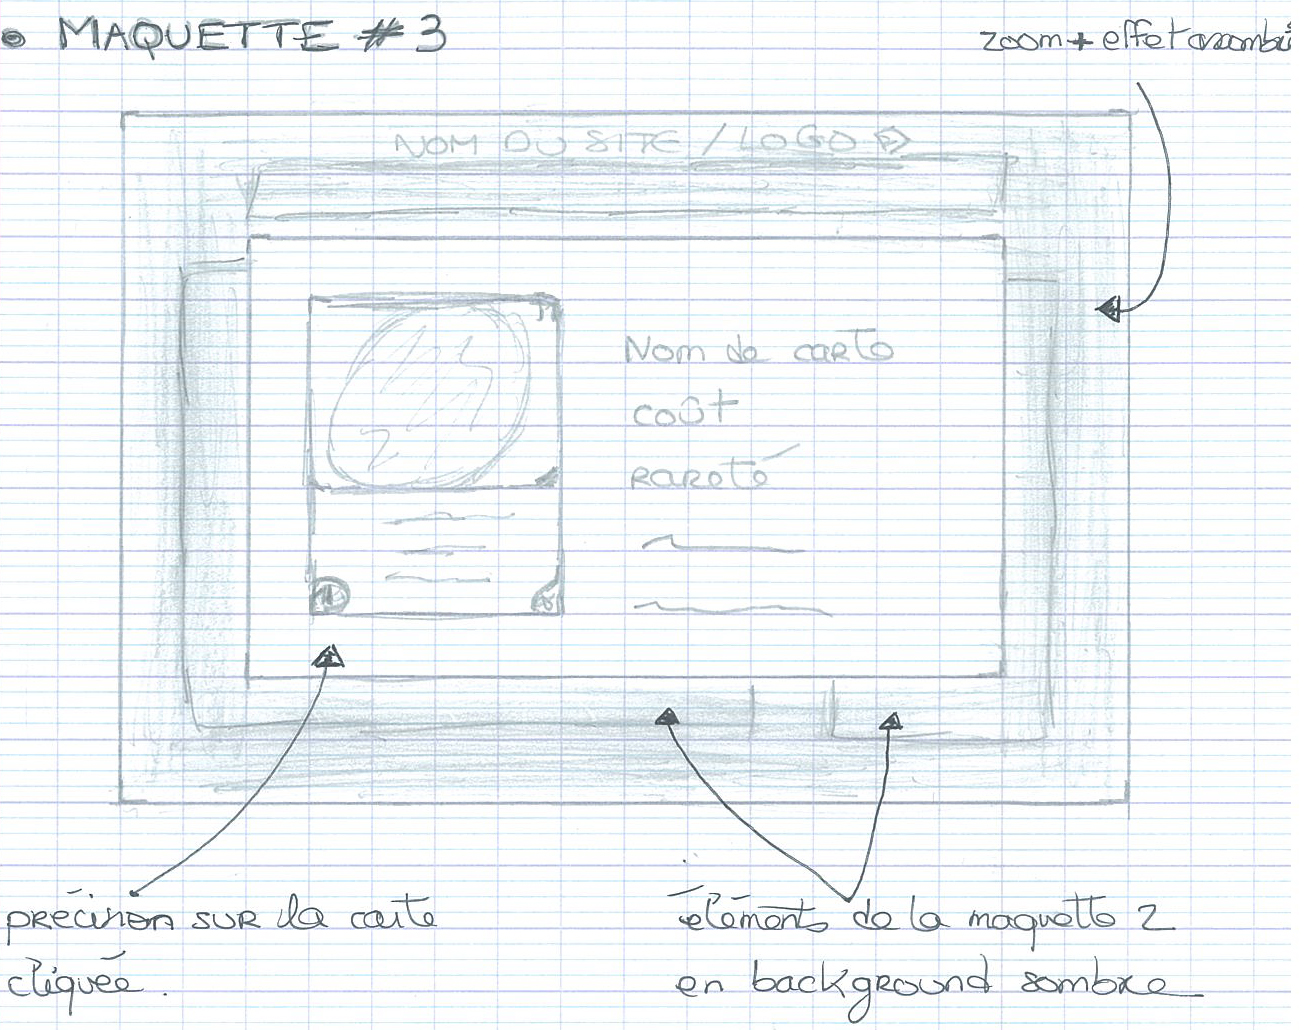 • MAQUETTE # 3
zoom + effet assombri
NOM DU SITE / LOGO
Nom de carte
coût
rareté
précision sur la carte
cliquée.
éléments de la maquette 2
en background sombre